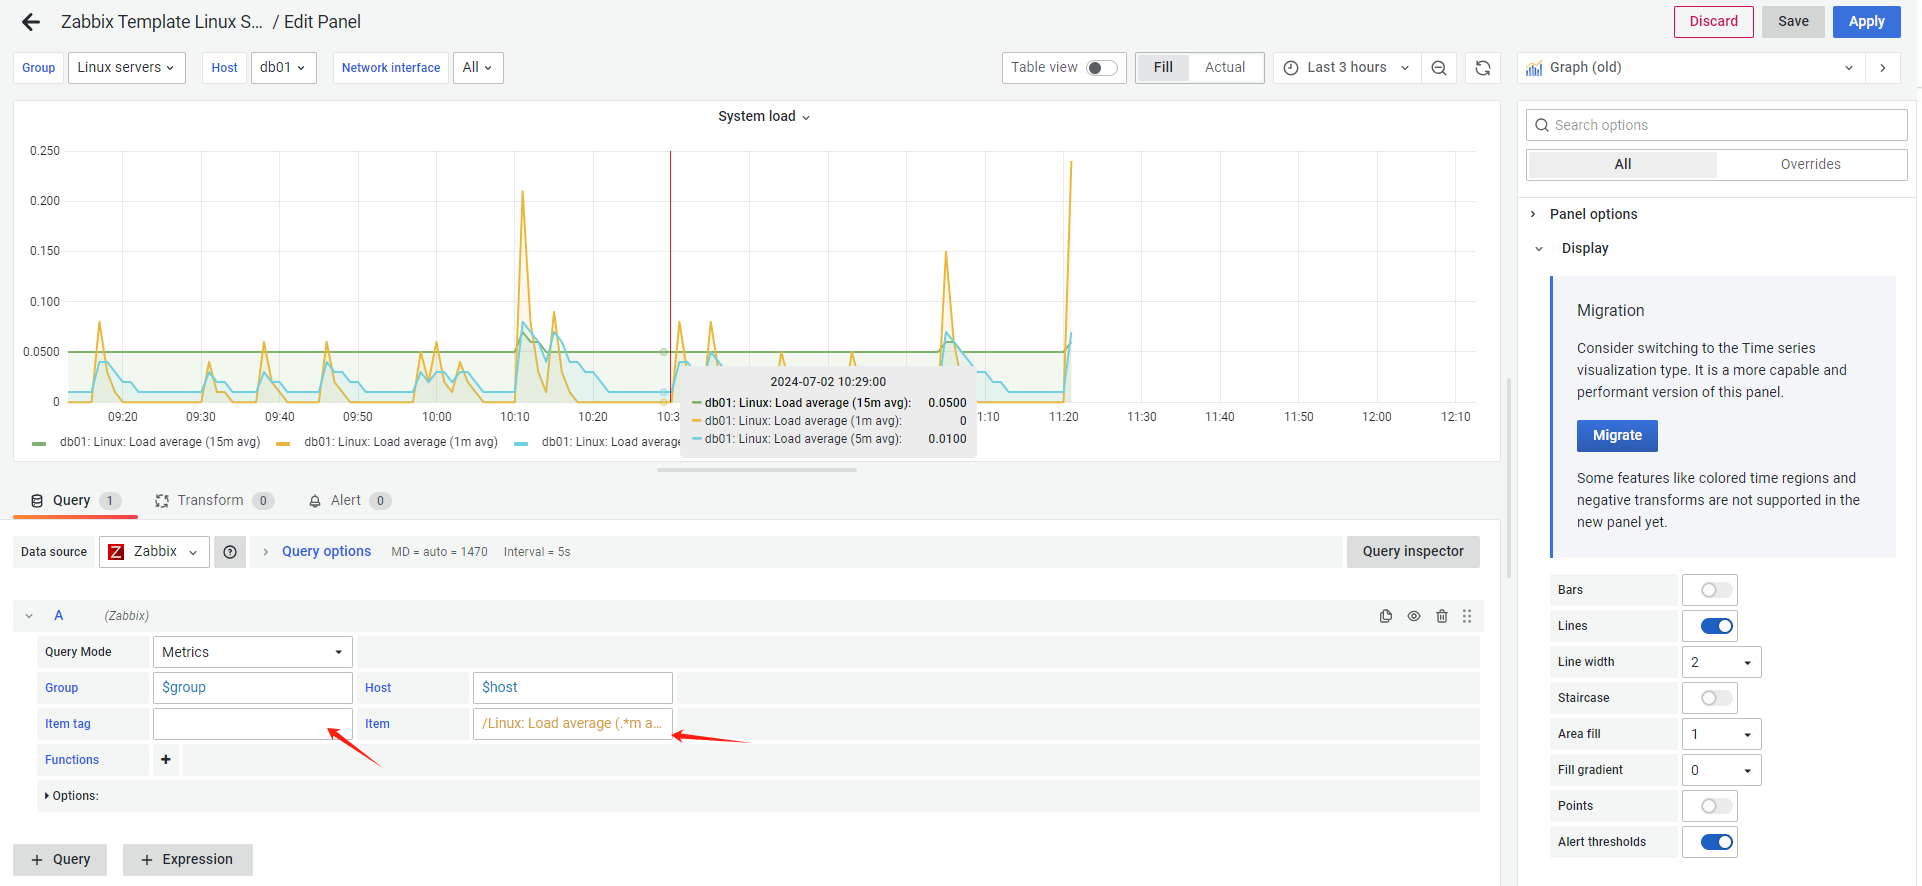 Zabbix Template Linux S... / Edit Panel
Discard Save Apply
Group Linux servers Host db01 Network interface All
Table view Fill Actual Last 3 hours Graph (old)
System load
0.250
0.200
0.150
0.100
0.0500
0
09:20 09:30 09:40 09:50 10:00 10:10 10:20 10:3 1:10 11:20 11:30 11:40 11:50 12:00 12:10
2024-07-02 10:29:00
db01: Linux: Load average (15m avg): 0.0500
db01: Linux: Load average (1m avg): 0
db01: Linux: Load average (5m avg): 0.0100
db01: Linux: Load average (15m avg) db01: Linux: Load average (1m avg) db01: Linux: Load average
Query 1 Transform 0 Alert 0
Data source Z Zabbix Query options MD = auto = 1470 Interval = 5s Query inspector
A (Zabbix)
Query Mode Metrics
Group $group Host $host
Item tag Item /Linux: Load average (.*m a...
Functions +
Options:
+ Query + Expression
Search options
All Overrides
Panel options
Display
Migration
Consider switching to the Time series
visualization type. It is a more capable and
performant version of this panel.
Migrate
Some features like colored time regions and
negative transforms are not supported in the
new panel yet.
Bars
Lines
Line width 2
Staircase
Area fill 1
Fill gradient 0
Points
Alert thresholds